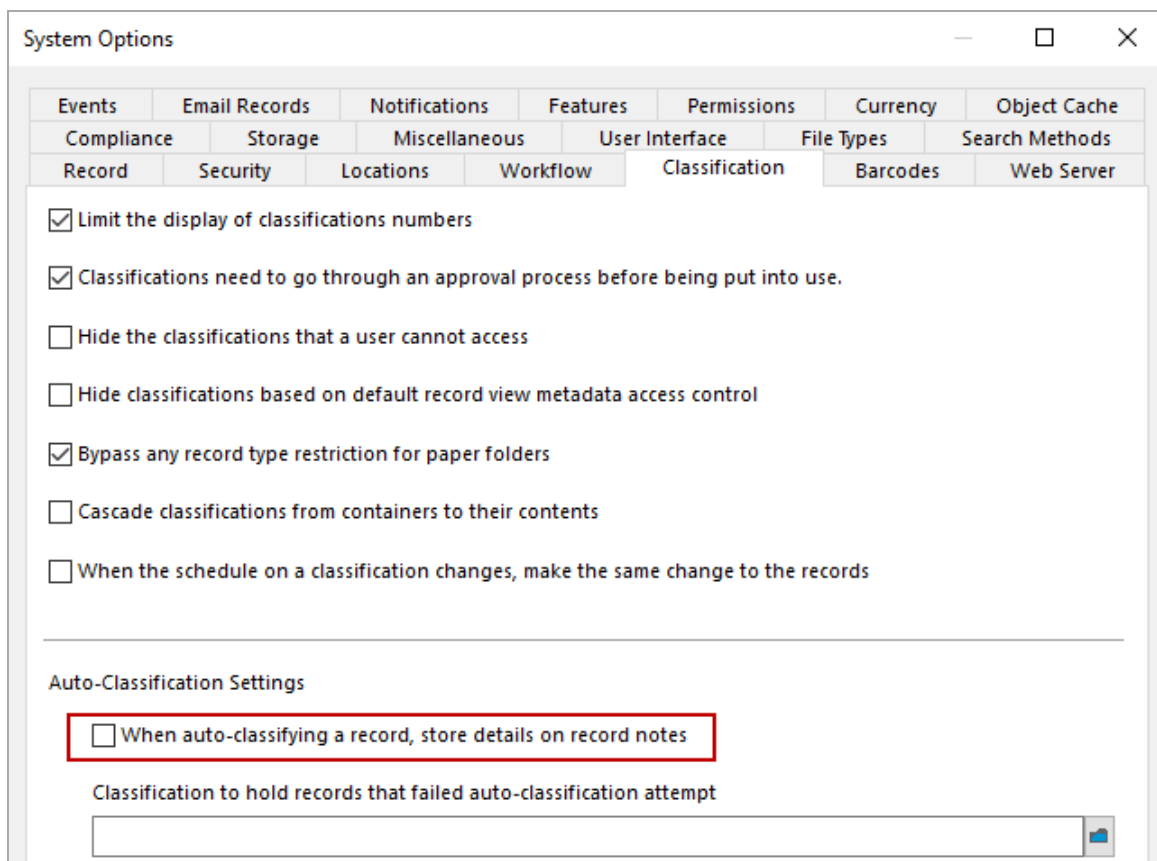 System Options
Events Email Records Notifications Features Permissions Currency Object Cache
Compliance Storage Miscellaneous User Interface File Types Search Methods
Record Security Locations Workflow Classification Barcodes Web Server
Limit the display of classifications numbers
Classifications need to go through an approval process before being put into use.
Hide the classifications that a user cannot access
Hide classifications based on default record view metadata access control
Bypass any record type restriction for paper folders
Cascade classifications from containers to their contents
When the schedule on a classification changes, make the same change to the records
Auto-Classification Settings
When auto-classifying a record, store details on record notes
Classification to hold records that failed auto-classification attempt